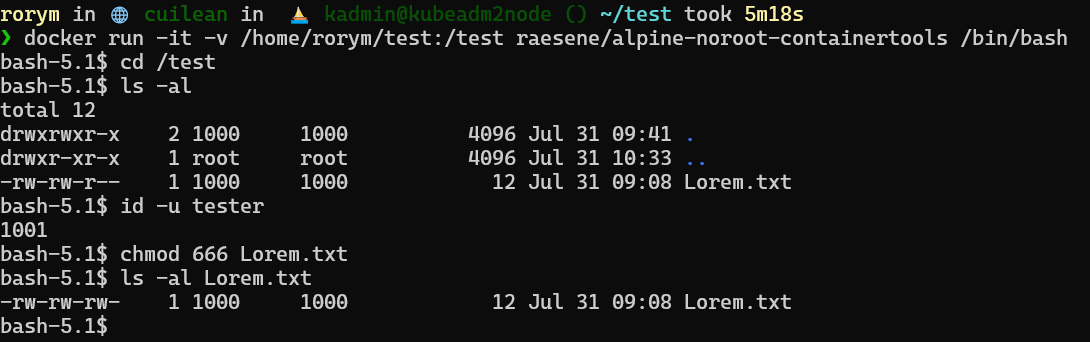 rorym in 🌐 cuilean in ⛵ kadmin@kubeadm2node () ~/test took 5m18s
❯ docker run -it -v /home/rorym/test:/test raesene/alpine-noroot-containertools /bin/bash
bash-5.1$ cd /test
bash-5.1$ ls -al
total 12
drwxrwxr-x    2 1000     1000          4096 Jul 31 09:41 .
drwxr-xr-x    1 root     root          4096 Jul 31 10:33 ..
-rw-rw-r--    1 1000     1000            12 Jul 31 09:08 Lorem.txt
bash-5.1$ id -u tester
1001
bash-5.1$ chmod 666 Lorem.txt
bash-5.1$ ls -al Lorem.txt
-rw-rw-rw-    1 1000     1000            12 Jul 31 09:08 Lorem.txt
bash-5.1$